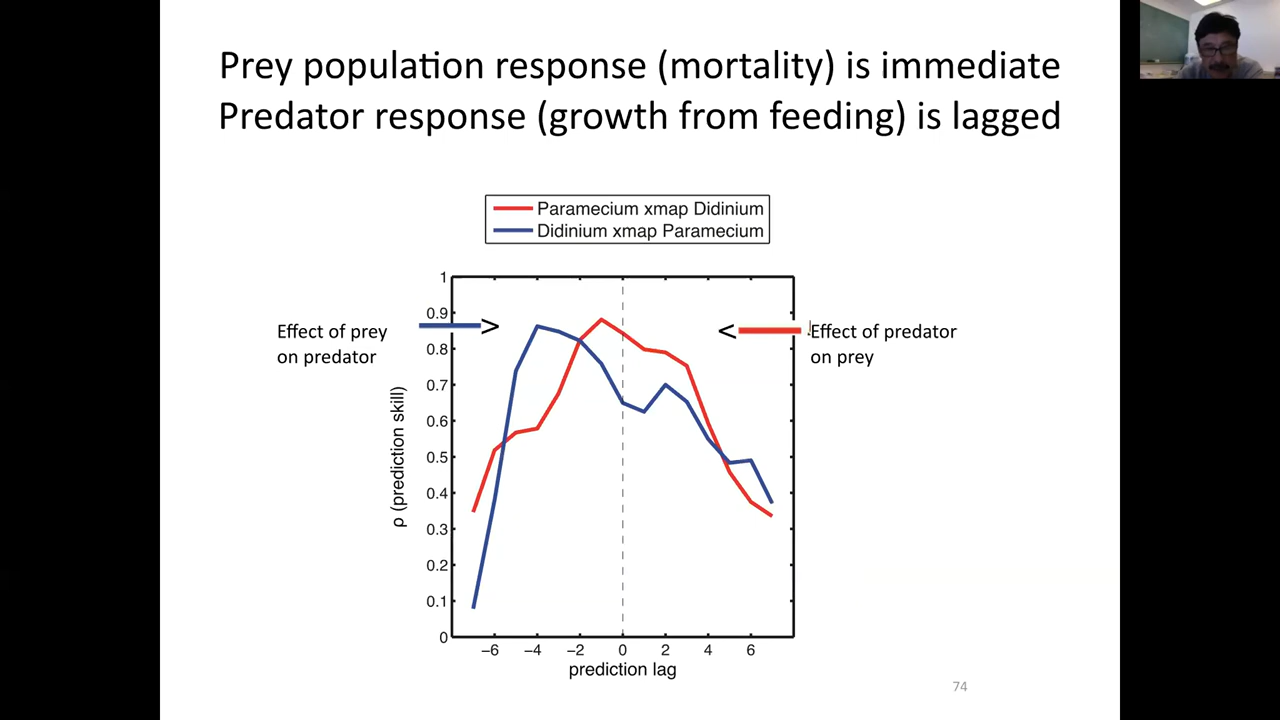 Prey population response (mortality) is immediate
Predator response (growth from feeding) is lagged
Paramecium xmap Didinium
Didinium xmap Paramecium
Effect of prey
on predator
Effect of predator
on prey
ρ (prediction skill)
1
0.9
0.8
0.7
0.6
0.5
0.4
0.3
0.2
0.1
0
−6 −4 −2 0 2 4 6
prediction lag
74